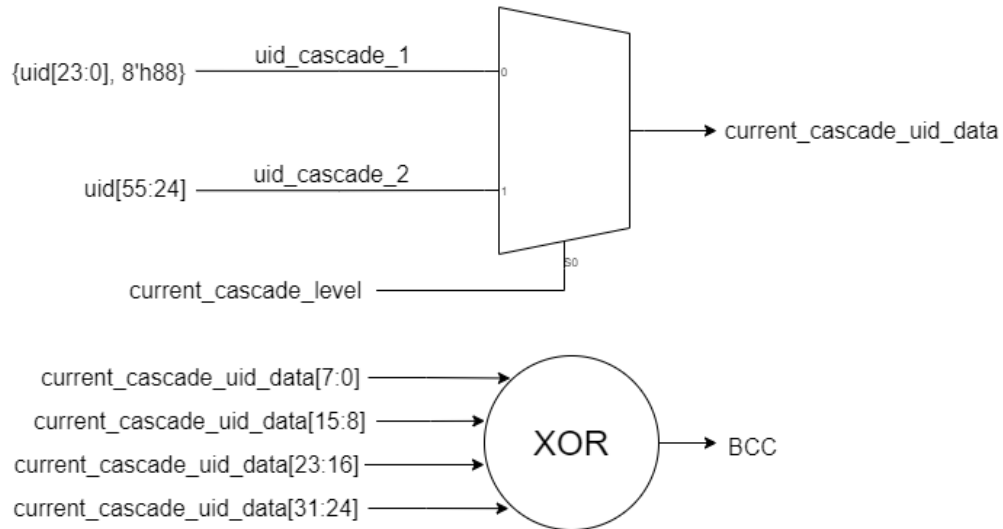 uid_cascade_1
{uid[23:0], 8'h88}
0
current_cascade_uid_data
uid_cascade_2
uid[55:24]
1
S0
current_cascade_level
current_cascade_uid_data[7:0]
current_cascade_uid_data[15:8]
XOR
BCC
current_cascade_uid_data[23:16]
current_cascade_uid_data[31:24]